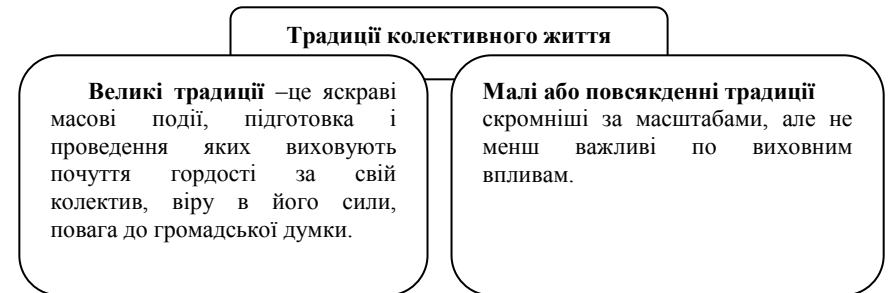 Традиції колективного життя
Великі традиції –це яскраві
масові події, підготовка і
проведення яких виховують
почуття гордості за свій
колектив, віру в його сили,
повага до громадської думки.
Малі або повсякденні традиції
скромніші за масштабами, але не
менш важливі по виховним
впливам.